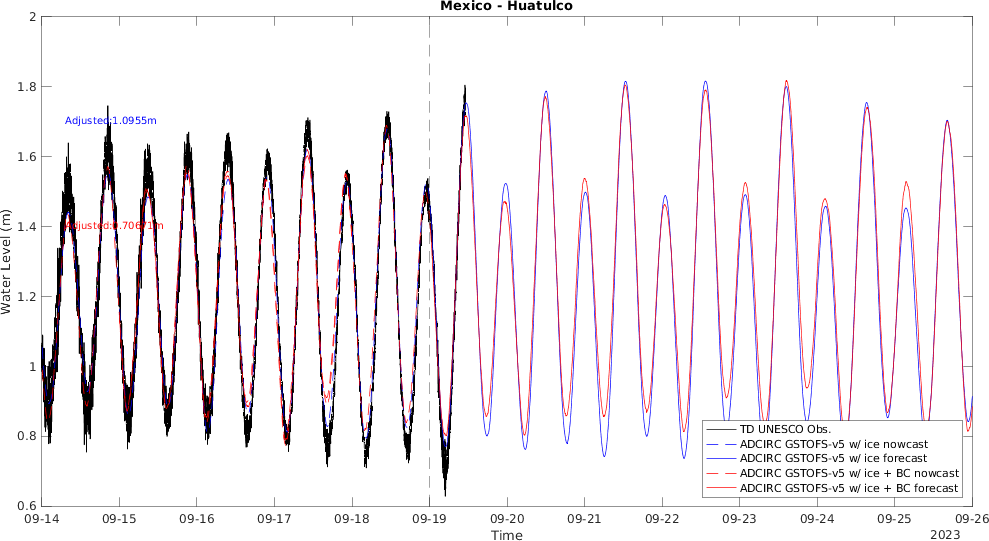 Mexico - Huatulco
2
1.8
1.6
1.4
1.2
1
0.8
0.6
Water Level (m)
Adjusted:1.0955m
Adjusted:0.70671m
TD UNESCO Obs.
ADCIRC GSTOFS-v5 w/ ice nowcast
ADCIRC GSTOFS-v5 w/ ice forecast
ADCIRC GSTOFS-v5 w/ ice + BC nowcast
ADCIRC GSTOFS-v5 w/ ice + BC forecast
09-14 09-15 09-16 09-17 09-18 09-19 09-20 09-21 09-22 09-23 09-24 09-25 09-26
Time
2023